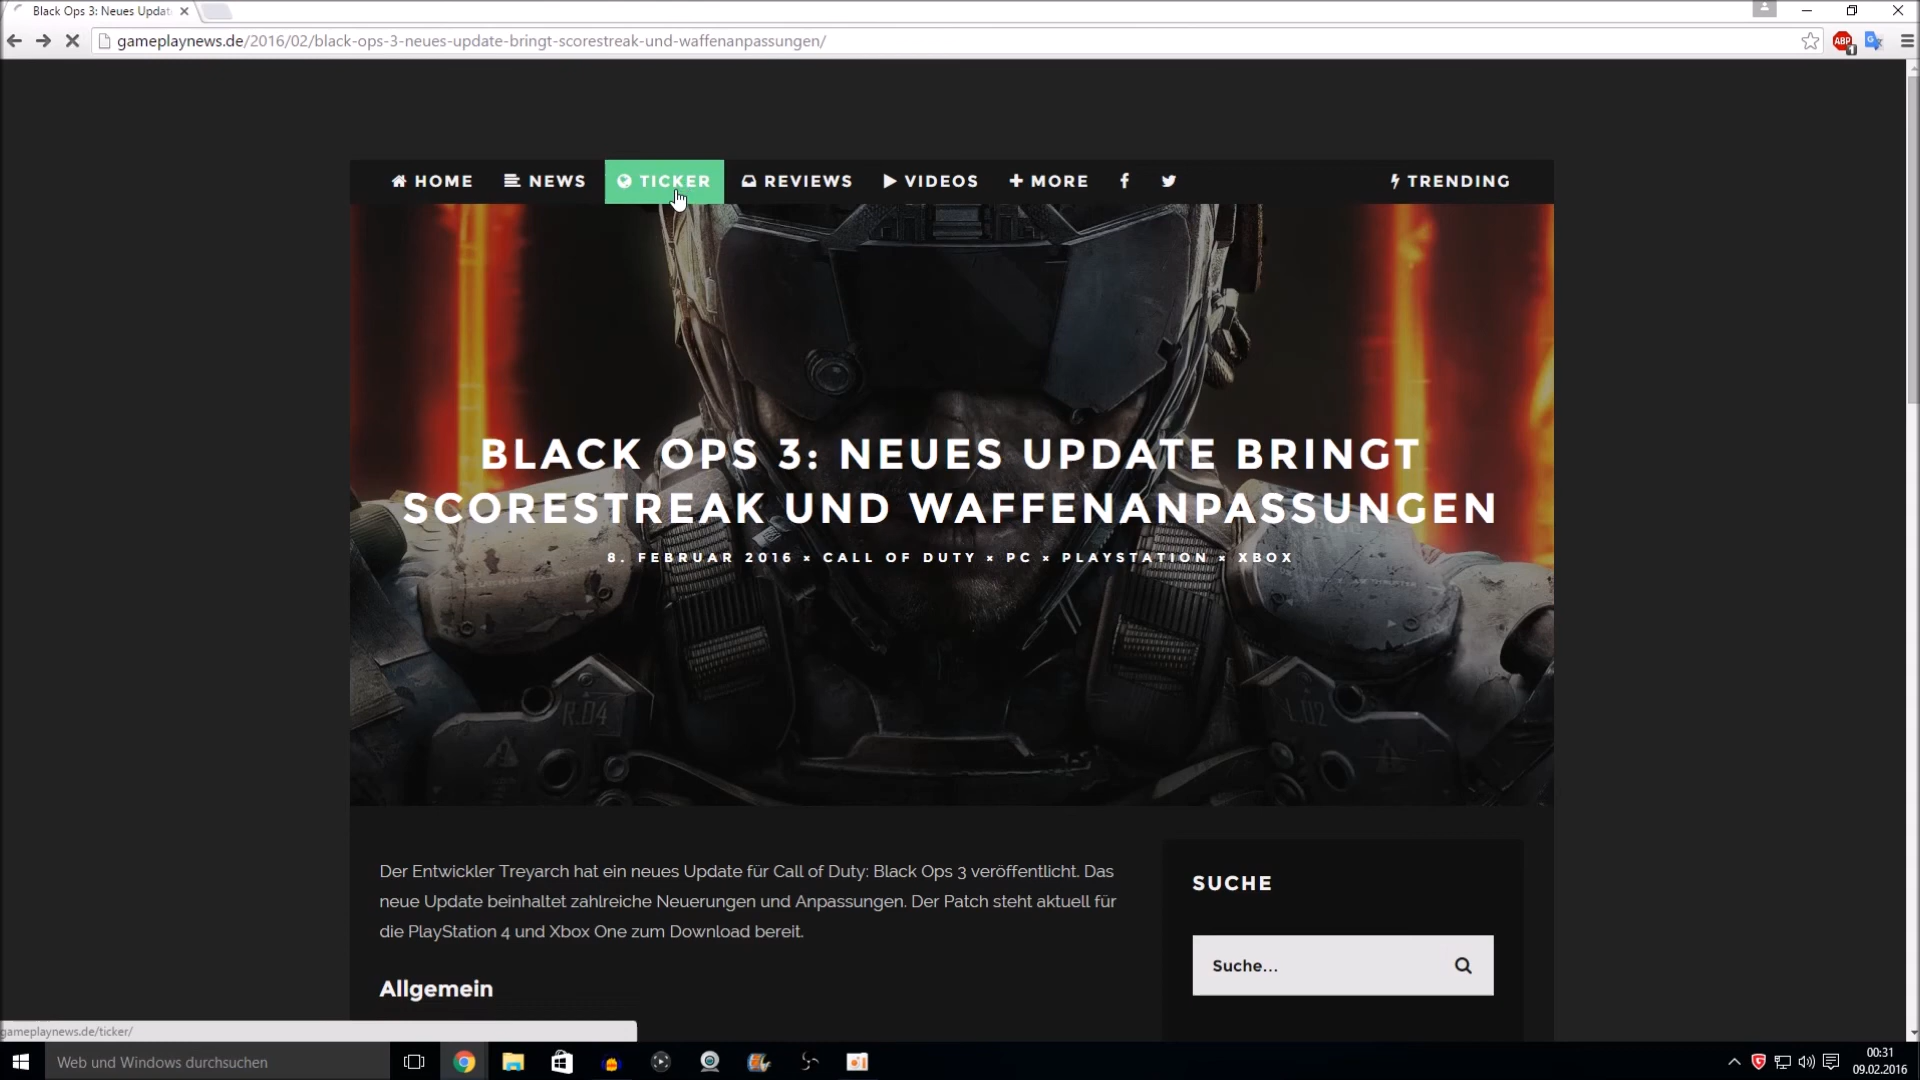 Black Ops 3: Neues Updat
gameplaynews.de/2016/02/black-ops-3-neues-update-bringt-scorestreak-und-waffenanpassungen/
ABP
1
HOME
NEWS
TICKER
REVIEWS
VIDEOS
MORE
TRENDING
BLACK OPS 3: NEUES UPDATE BRINGT
SCORESTREAK UND WAFFENANPASSUNGEN
8. FEBRUAR 2016 × CALL OF DUTY × PC × PLAYSTATION × XBOX
R.04
L.02
Der Entwickler Treyarch hat ein neues Update für Call of Duty: Black Ops 3 veröffentlicht. Das
neue Update beinhaltet zahlreiche Neuerungen und Anpassungen. Der Patch steht aktuell für
die PlayStation 4 und Xbox One zum Download bereit.
SUCHE
Suche...
Allgemein
gameplaynews.de/ticker/
Web und Windows durchsuchen
00:31
09.02.2016